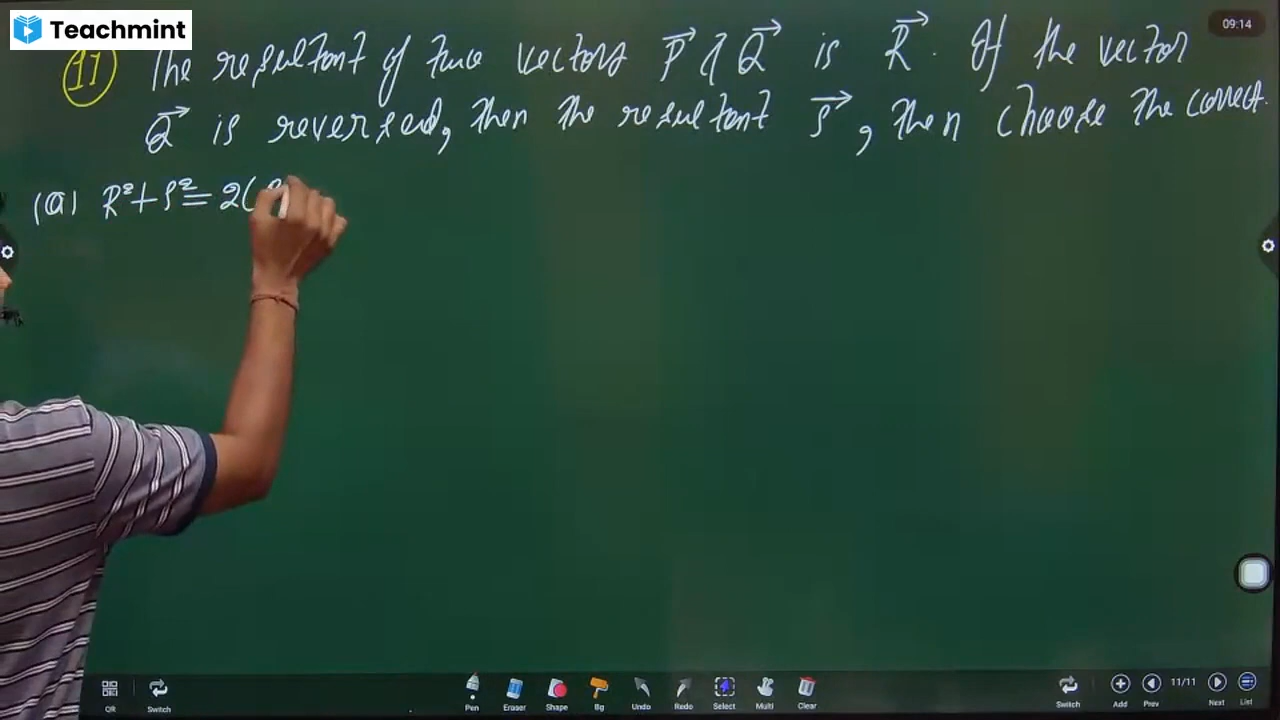 Teachmint
09:14
11 The resultant of two vectors P⃗ & Q⃗ is R⃗. If the vector
Q⃗ is reversed, then the resultant S⃗, then choose the correct.
(a) R²+S²=2(
QR
Switch
Pen
Eraser
Shape
Bg
Undo
Redo
Select
Multi
Clear
Switch
Add
Prev
11/11
Next
List